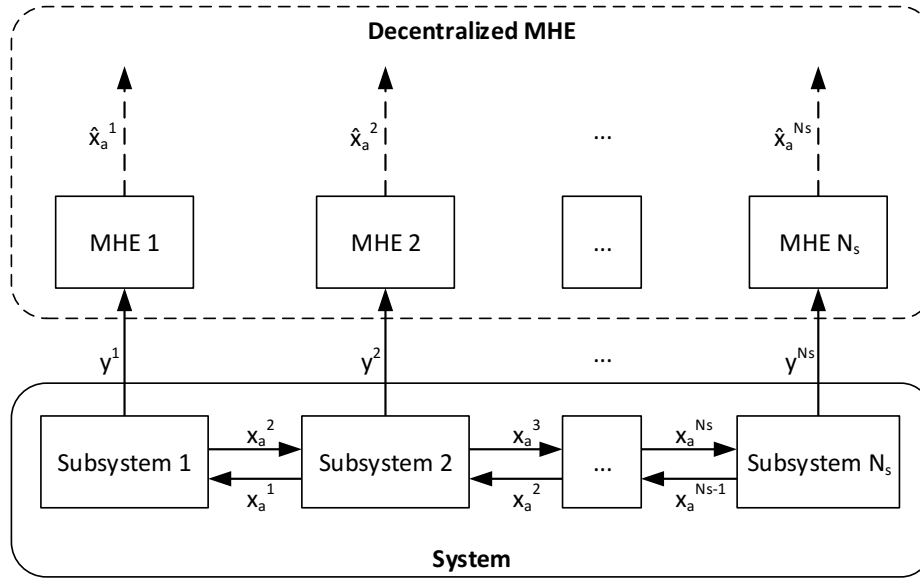 Decentralized MHE
x̂ₐ¹ x̂ₐ² ... x̂ₐᴺˢ
MHE 1 MHE 2 ... MHE Nₛ
y¹ y² ... yᴺˢ
xₐ² xₐ³ xₐᴺˢ
Subsystem 1 Subsystem 2 ... Subsystem Nₛ
xₐ¹ xₐ² xₐᴺˢ⁻¹
System